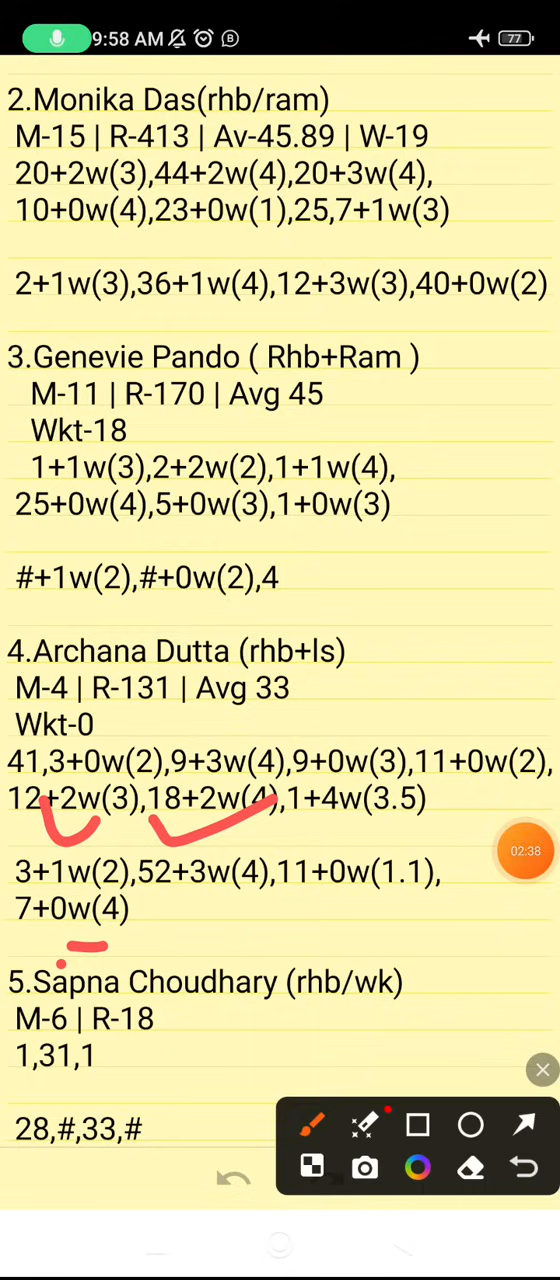 9:58 AM
77
2.Monika Das(rhb/ram)
M-15 | R-413 | Av-45.89 | W-19
20+2w(3),44+2w(4),20+3w(4),
10+0w(4),23+0w(1),25,7+1w(3)
2+1w(3),36+1w(4),12+3w(3),40+0w(2)
3.Genevie Pando ( Rhb+Ram )
M-11 | R-170 | Avg 45
Wkt-18
1+1w(3),2+2w(2),1+1w(4),
25+0w(4),5+0w(3),1+0w(3)
#+1w(2),#+0w(2),4
4.Archana Dutta (rhb+ls)
M-4 | R-131 | Avg 33
Wkt-0
41,3+0w(2),9+3w(4),9+0w(3),11+0w(2),
12+2w(3),18+2w(4),1+4w(3.5)
02:38
3+1w(2),52+3w(4),11+0w(1.1),
7+0w(4)
5.Sapna Choudhary (rhb/wk)
M-6 | R-18
1,31,1
28,#,33,#